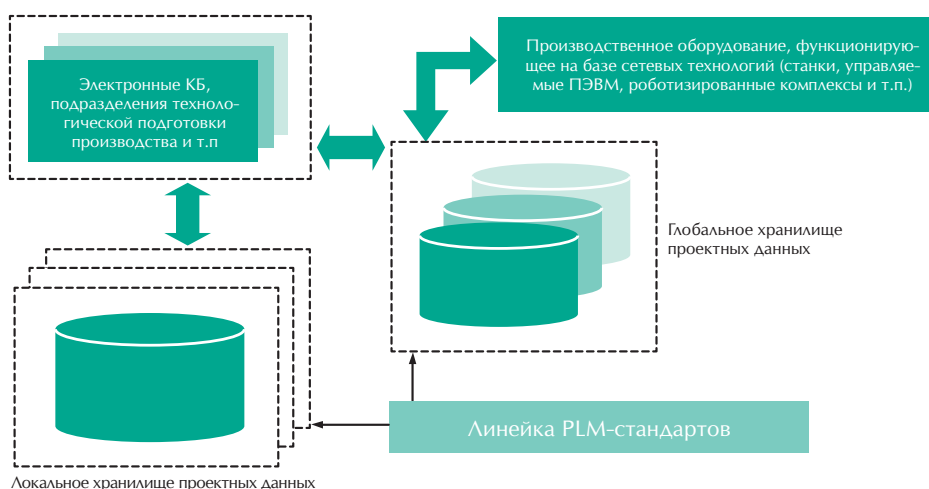 Электронные КБ,
подразделения техноло-
гической подготовки
производства и т.п
Производственное оборудование, функционирую-
щее на базе сетевых технологий (станки, управляе-
мые ПЭВМ, роботизированные комплексы и т.п.)
Глобальное хранилище
проектных данных
Линейка PLM-стандартов
Локальное хранилище проектных данных